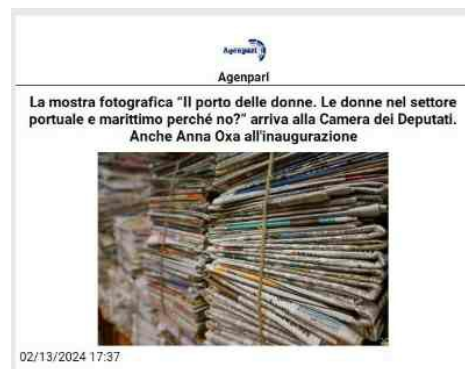 Agenparl
Agenparl
La mostra fotografica “Il porto delle donne. Le donne nel settore
portuale e marittimo perché no?” arriva alla Camera dei Deputati.
Anche Anna Oxa all'inaugurazione
02/13/2024 17:37